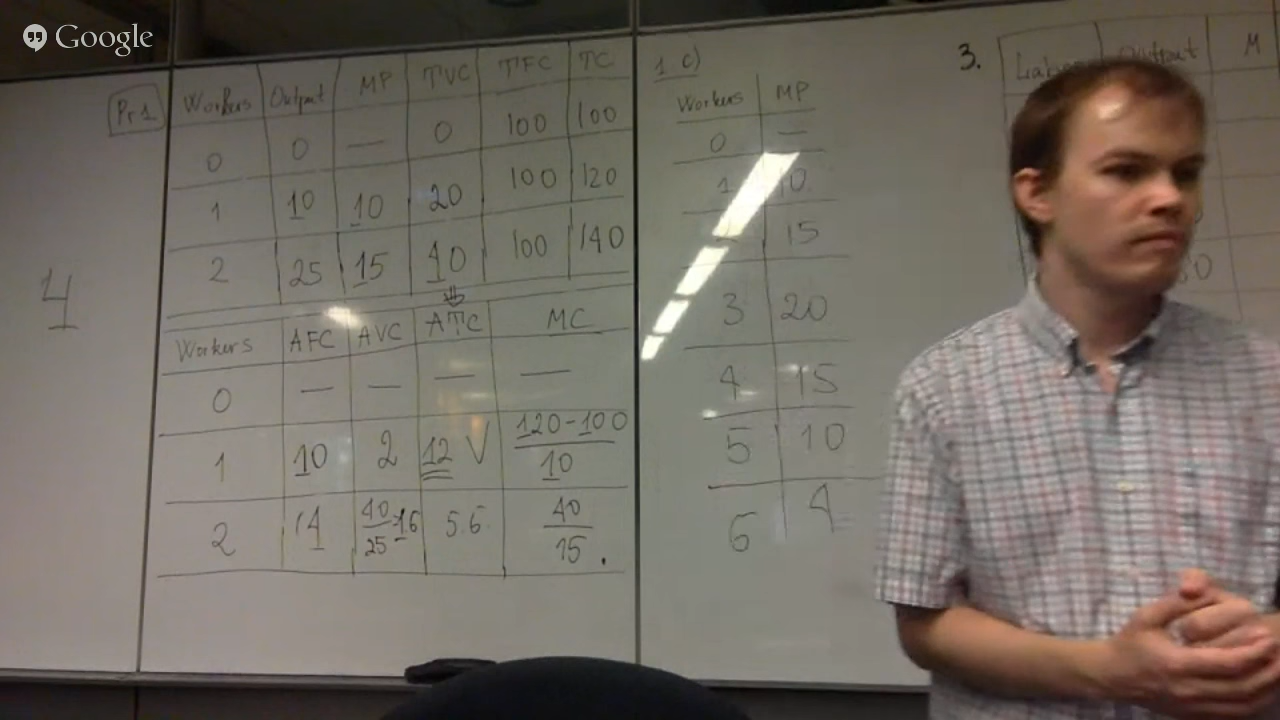 Google
Pr 1
Workers Output MP TVC TFC TC
0 0 — 0 100 100
1 10 10 20 100 120
2 25 15 40 100 140
Workers AFC AVC ATC MC
0 — — — —
1 10 2 12 V 120-100
10
2 4 40 1.6 5.6 40
25 15
4
1 c)
Workers MP
0 —
1 10
15
3 20
4 15
5 10
6 4
3.
Output M